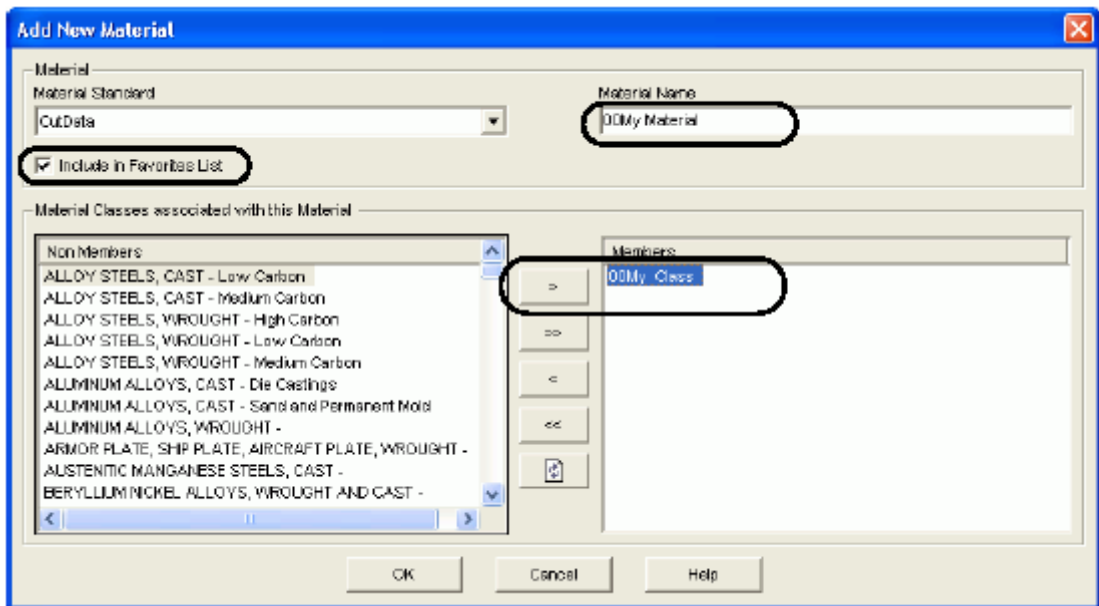 Add New Material
Material
Material Standard
Material Name
CutData
00My Material
Include in Favorites List
Material Classes associated with this Material
Non Members
Members
ALLOY STEELS, CAST - Low Carbon
00My Class
ALLOY STEELS, CAST - Medium Carbon
ALLOY STEELS, WROUGHT - High Carbon
ALLOY STEELS, WROUGHT - Low Carbon
ALLOY STEELS, WROUGHT - Medium Carbon
ALUMINUM ALLOYS, CAST - Die Castings
ALUMINUM ALLOYS, CAST - Sand and Permanent Mold
ALUMINUM ALLOYS, WROUGHT -
ARMOR PLATE, SHIP PLATE, AIRCRAFT PLATE, WROUGHT -
AUSTENITIC MANGANESE STEELS, CAST -
BERYLLIUM NICKEL ALLOYS, WROUGHT AND CAST -
>
>>
<
<<
OK
Cancel
Help